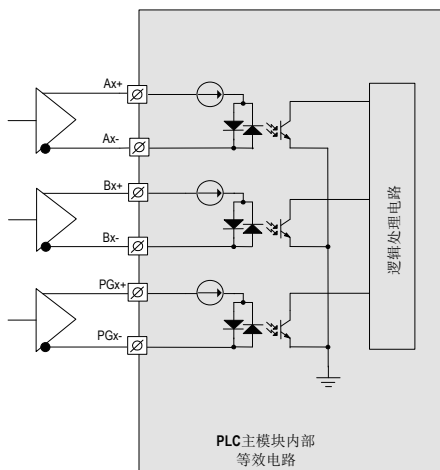 Ax+
Ax-
Bx+
Bx-
PGx+
PGx-
逻辑处理电路
PLC主模块内部
等效电路